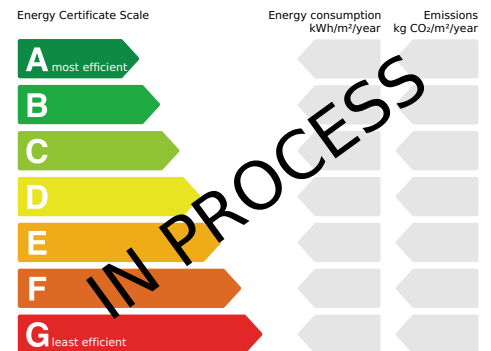 Energy Certificate Scale
Energy consumption
kWh/m²/year
Emissions
kg CO₂/m²/year
A most efficient
B
C
D
E
F
G least efficient
IN PROCESS